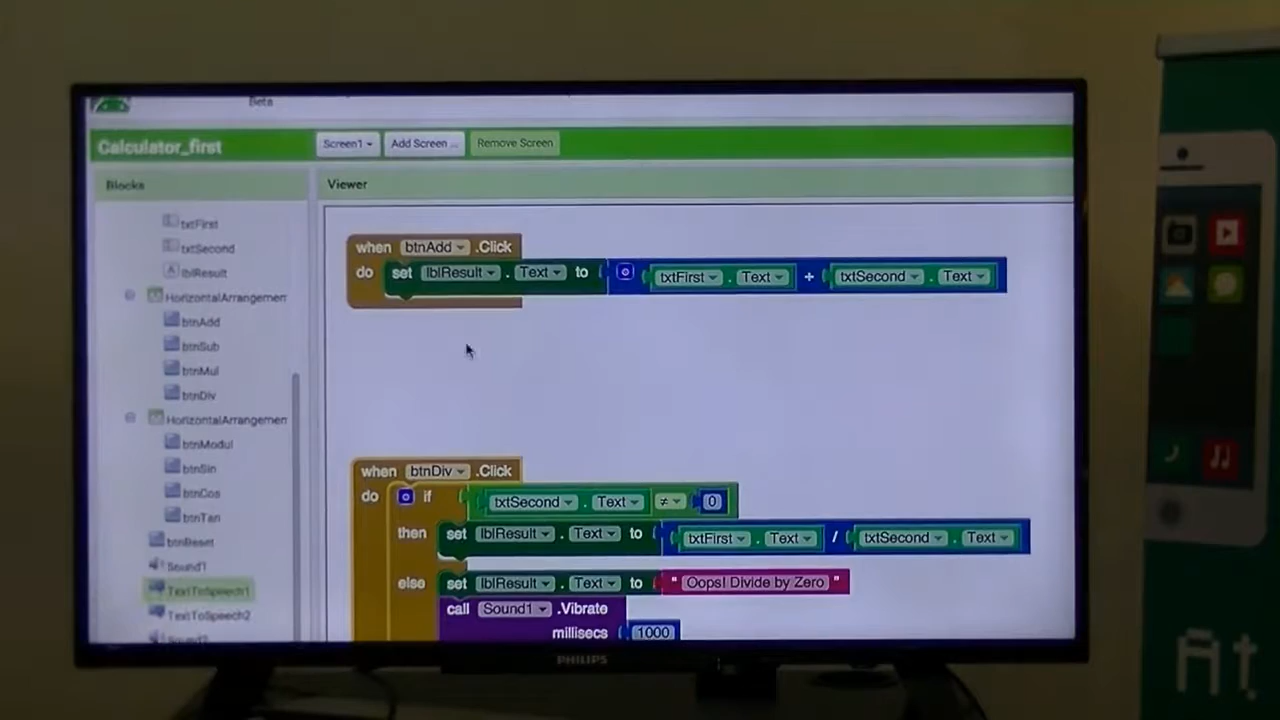 Beta
Calculator_first
Screen1
Add Screen ...
Remove Screen
Blocks
Viewer
txtFirst
txtSecond
lblResult
HorizontalArrangemen
btnAdd
btnSub
btnMul
btnDiv
HorizontalArrangemen
btnModul
btnSin
btnCos
btnTan
btnReset
Sound1
TextToSpeech1
TextToSpeech2
Sound2
when btnAdd .Click
do set lblResult . Text to txtFirst . Text + txtSecond . Text
when btnDiv .Click
do if txtSecond . Text ≠ 0
then set lblResult . Text to txtFirst . Text / txtSecond . Text
else set lblResult . Text to " Oops! Divide by Zero "
call Sound1 .Vibrate
millisecs 1000
PHILIPS
At